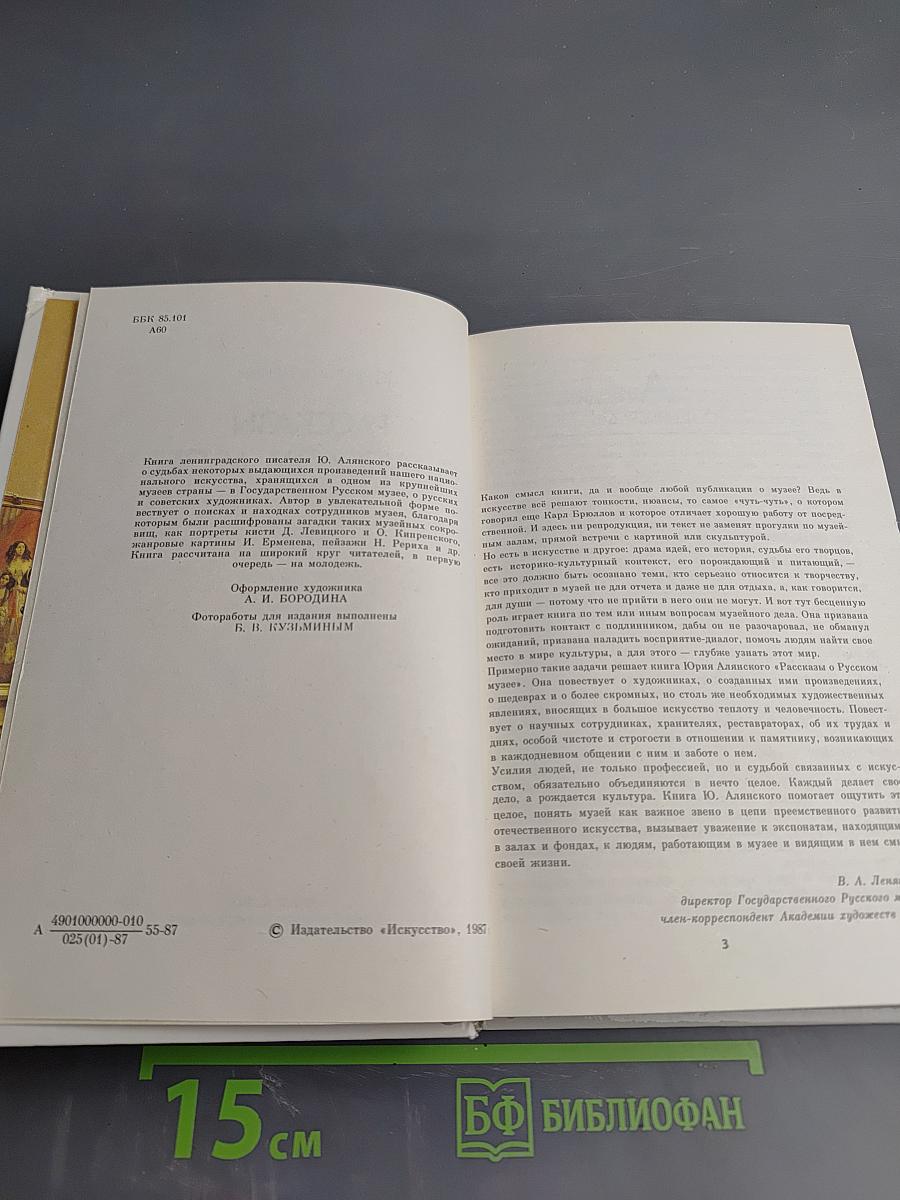 ББК 85.101
А60
Книга ленинградского писателя Ю. Алянского рассказывает
о судьбах некоторых выдающихся произведений нашего нацио-
нального искусства, хранящихся в одном из крупнейших
музеев страны — в Государственном Русском музее, о русских
и советских художниках. Автор в увлекательной форме по-
вествует о поисках и находках сотрудников музея, благодаря
которым были расшифрованы загадки таких музейных сокро-
вищ, как портреты кисти Д. Левицкого и О. Кипренского,
жанровые картины И. Ерменева, пейзажи Н. Рериха и др.
Книга рассчитана на широкий круг читателей, в первую
очередь — на молодежь.
Оформление художника
А. И. БОРОДИНА
Фотоработы для издания выполнены
Б. В. КУЗЬМИНЫМ
А 4901000000-010 55-87
025(01)-87
© Издательство «Искусство», 1987
Каков смысл книги, да и вообще любой публикации о музее? Ведь в
искусстве всё решают тонкости, нюансы, то самое «чуть-чуть», о котором
говорил еще Карл Брюллов и которое отличает хорошую работу от посред-
ственной. И здесь ни репродукция, ни текст не заменят прогулки по музей-
ным залам, прямой встречи с картиной или скульптурой.
Но есть в искусстве и другое: драма идей, его история, судьбы его творцов,
есть историко-культурный контекст, его порождающий и питающий, —
все это должно быть осознано теми, кто серьезно относится к творчеству,
кто приходит в музей не для отчета и даже не для отдыха, а, как говорится,
для души — потому что не прийти в него они не могут. И вот тут бесценную
роль играет книга по тем или иным вопросам музейного дела. Она призвана
подготовить контакт с подлинником, дабы он не разочаровал, не обманул
ожиданий, призвана наладить восприятие-диалог, помочь людям найти свое
место в мире культуры, а для этого — глубже узнать этот мир.
Примерно такие задачи решает книга Юрия Алянского «Рассказы о Русском
музее». Она повествует о художниках, о созданных ими произведениях,
о шедеврах и о более скромных, но столь же необходимых художественных
явлениях, вносящих в большое искусство теплоту и человечность. Повест-
вует о научных сотрудниках, хранителях, реставраторах, об их трудах и
днях, особой чистоте и строгости в отношении к памятнику, возникающих
в каждодневном общении с ним и заботе о нем.
Усилия людей, не только профессией, но и судьбой связанных с искус-
ством, обязательно объединяются в нечто целое. Каждый делает сво
дело, а рождается культура. Книга Ю. Алянского помогает ощутить эт
целое, понять музей как важное звено в цепи преемственного развити
отечественного искусства, вызывает уважение к экспонатам, находящим
в залах и фондах, к людям, работающим в музее и видящим в нем смы
своей жизни.
В. А. Леня
директор Государственного Русского м
член-корреспондент Академии художеств
3
15 см
БФ БИБЛИОФАН